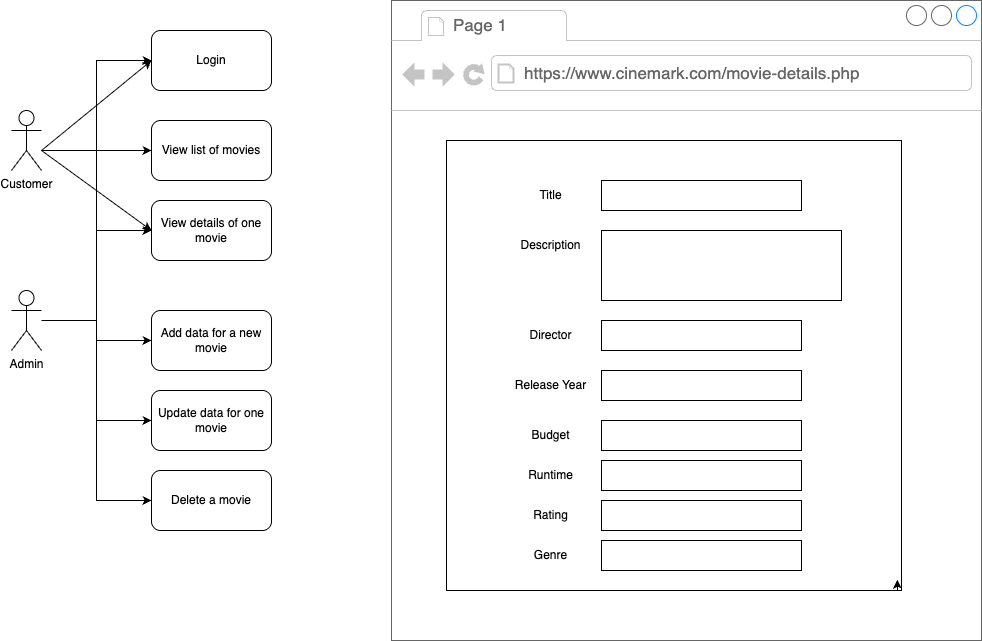 Login
View list of movies
Customer
View details of one
movie
Admin
Add data for a new
movie
Update data for one
movie
Delete a movie
Page 1
https://www.cinemark.com/movie-details.php
Title
Description
Director
Release Year
Budget
Runtime
Rating
Genre